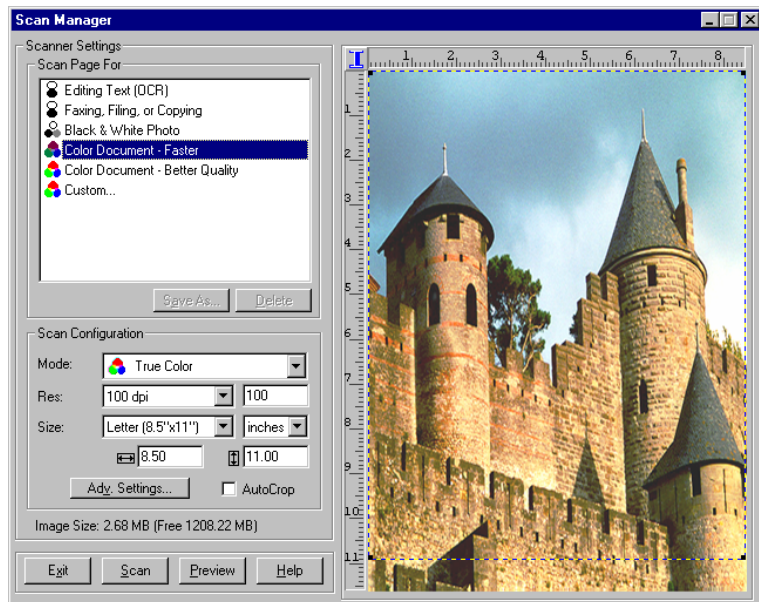 Scan Manager
Scanner Settings
Scan Page For
Editing Text (OCR)
Faxing, Filing, or Copying
Black & White Photo
Color Document - Faster
Color Document - Better Quality
Custom...
Save As... Delete
Scan Configuration
Mode: True Color
Res: 100 dpi 100
Size: Letter (8.5"x11") inches
8.50 11.00
Adv. Settings... AutoCrop
Image Size: 2.68 MB (Free 1208.22 MB)
Exit Scan Preview Help
1 2 3 4 5 6 7 8
1
2
3
4
5
6
7
8
9
10
11